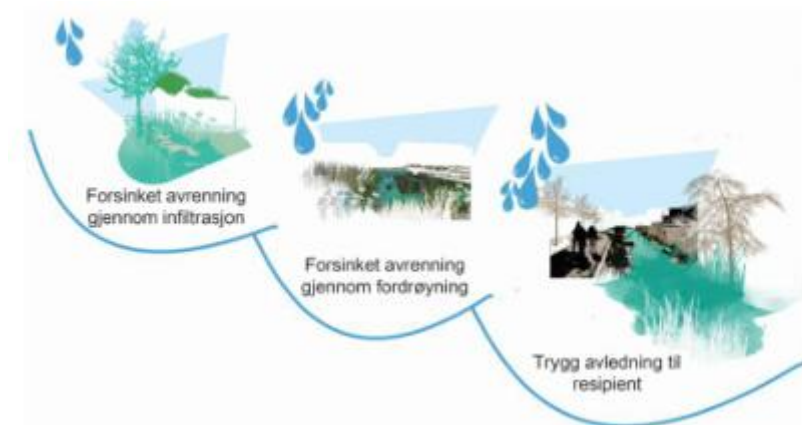 Forsinket avrenning
gjennom infiltrasjon
Forsinket avrenning
gjennom fordrøyning
Trygg avledning til
resipient